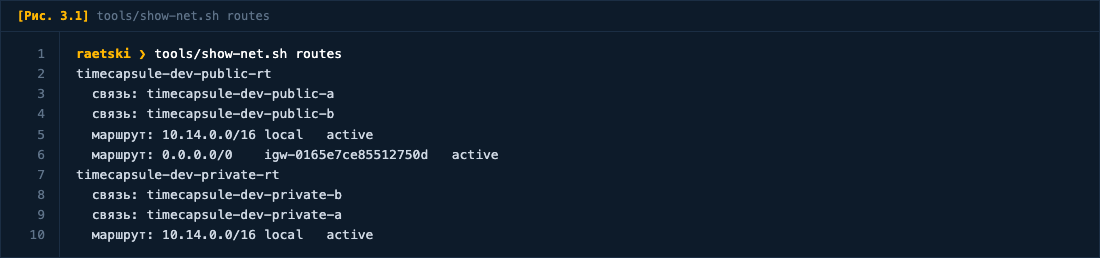 [Рис. 3.1] tools/show-net.sh routes
1 raetski ❯ tools/show-net.sh routes
2 timecapsule-dev-public-rt
3 связь: timecapsule-dev-public-a
4 связь: timecapsule-dev-public-b
5 маршрут: 10.14.0.0/16 local active
6 маршрут: 0.0.0.0/0 igw-0165e7ce85512750d active
7 timecapsule-dev-private-rt
8 связь: timecapsule-dev-private-b
9 связь: timecapsule-dev-private-a
10 маршрут: 10.14.0.0/16 local active